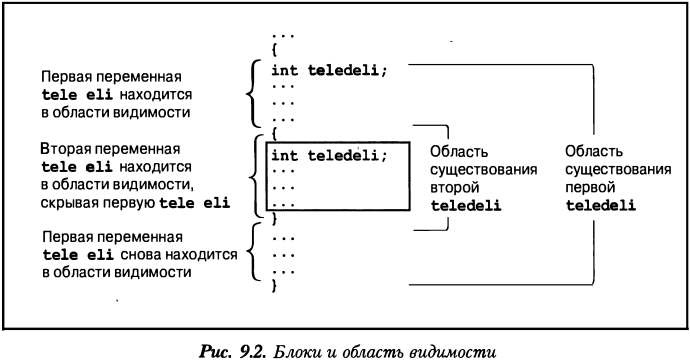 ...
{
int teledeli;
...
...
...
{
int teledeli;
...
...
...
}
...
...
...
}
Первая переменная
tele eli находится
в области видимости
Вторая переменная
tele eli находится
в области видимости,
скрывая первую tele eli
Первая переменная
tele eli снова находится
в области видимости
Область
существования
второй
teledeli
Область
существования
первой
teledeli
Рис. 9.2. Блоки и область видимости